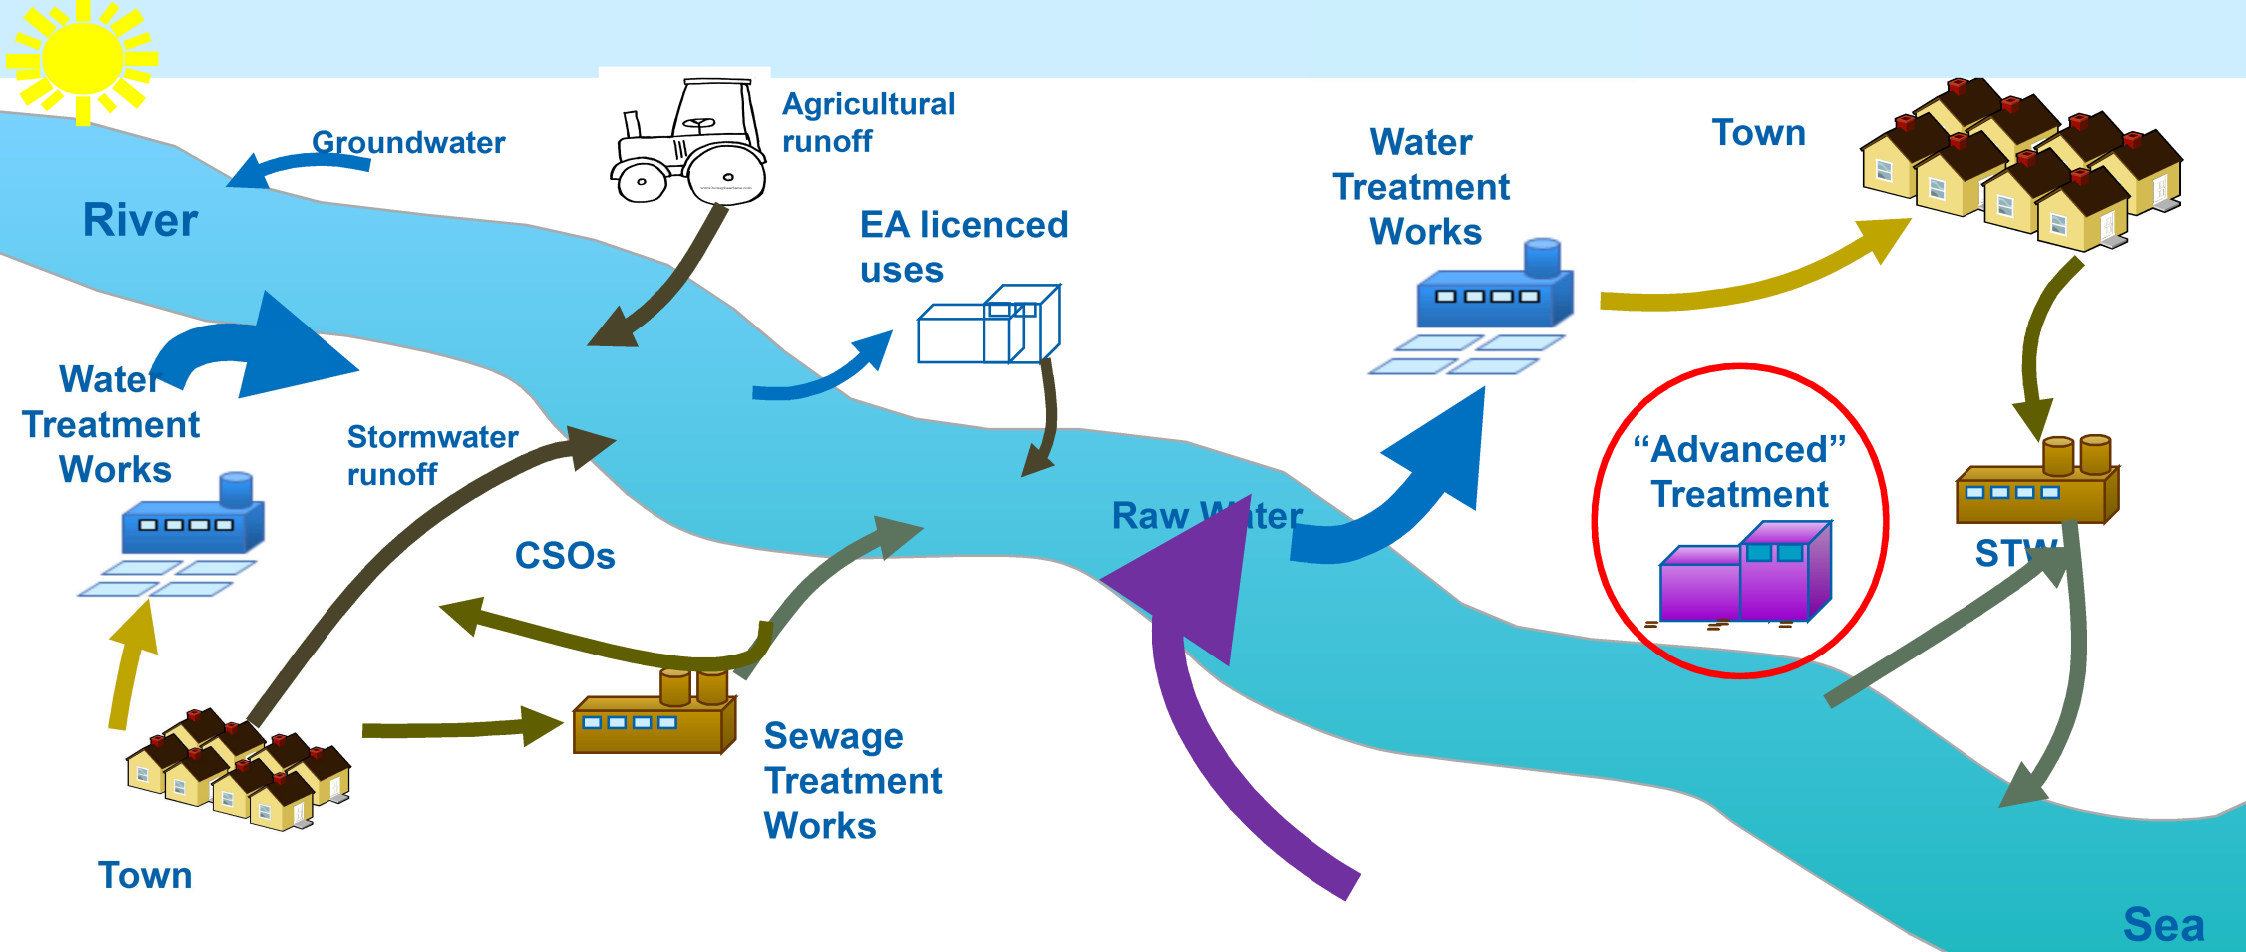 Groundwater
River
Agricultural
runoff
EA licenced
uses
Water
Treatment
Works
Town
Water
Treatment
Works
Stormwater
runoff
CSOs
Raw Water
“Advanced”
Treatment
STW
Sewage
Treatment
Works
Town
Sea